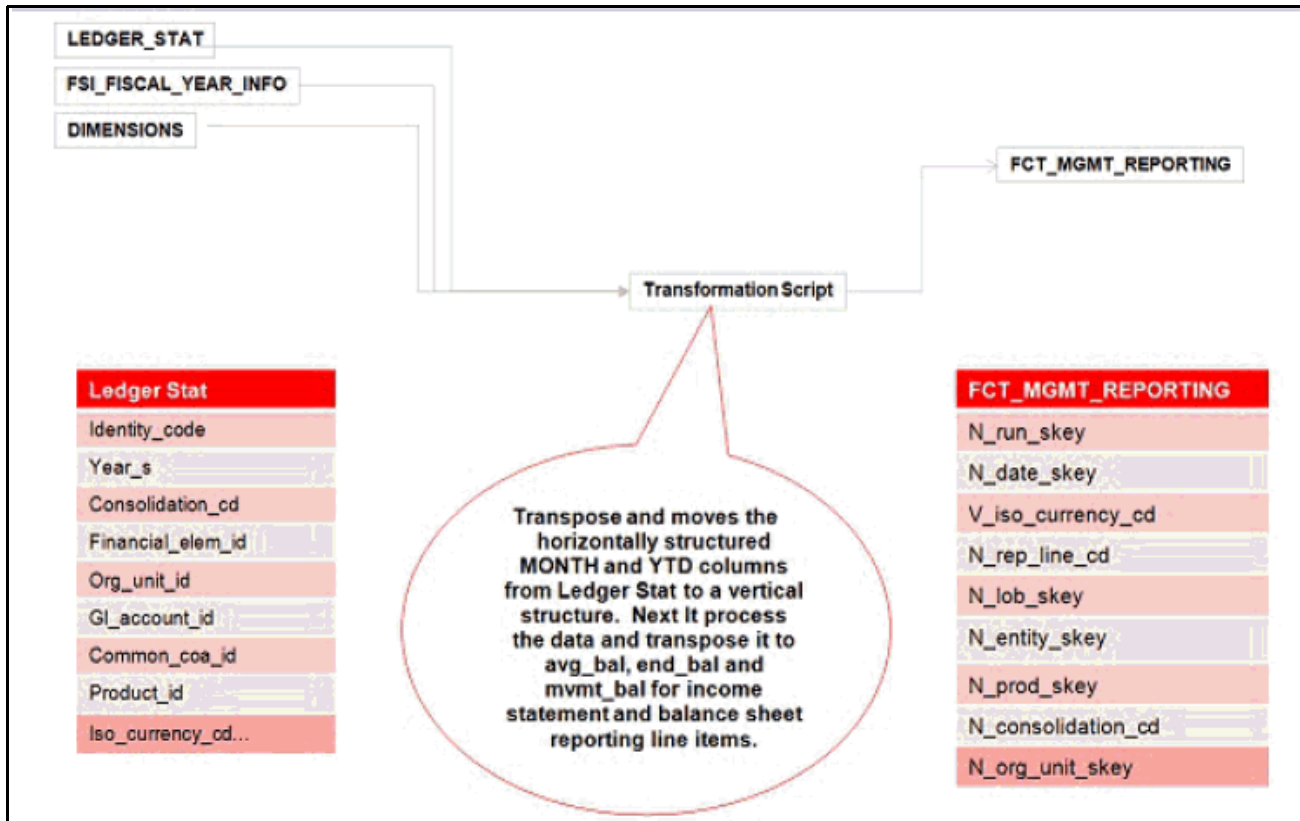 LEDGER_STAT
FSI_FISCAL_YEAR_INFO
DIMENSIONS
FCT_MGMT_REPORTING
Transformation Script
Ledger Stat
Identity_code
Year_s
Consolidation_cd
Financial_elem_id
Org_unit_id
Gl_account_id
Common_coa_id
Product_id
Iso_currency_cd...
Transpose and moves the
horizontally structured
MONTH and YTD columns
from Ledger Stat to a vertical
structure. Next It process
the data and transpose it to
avg_bal, end_bal and
mvmt_bal for income
statement and balance sheet
reporting line items.
FCT_MGMT_REPORTING
N_run_skey
N_date_skey
V_iso_currency_cd
N_rep_line_cd
N_lob_skey
N_entity_skey
N_prod_skey
N_consolidation_cd
N_org_unit_skey